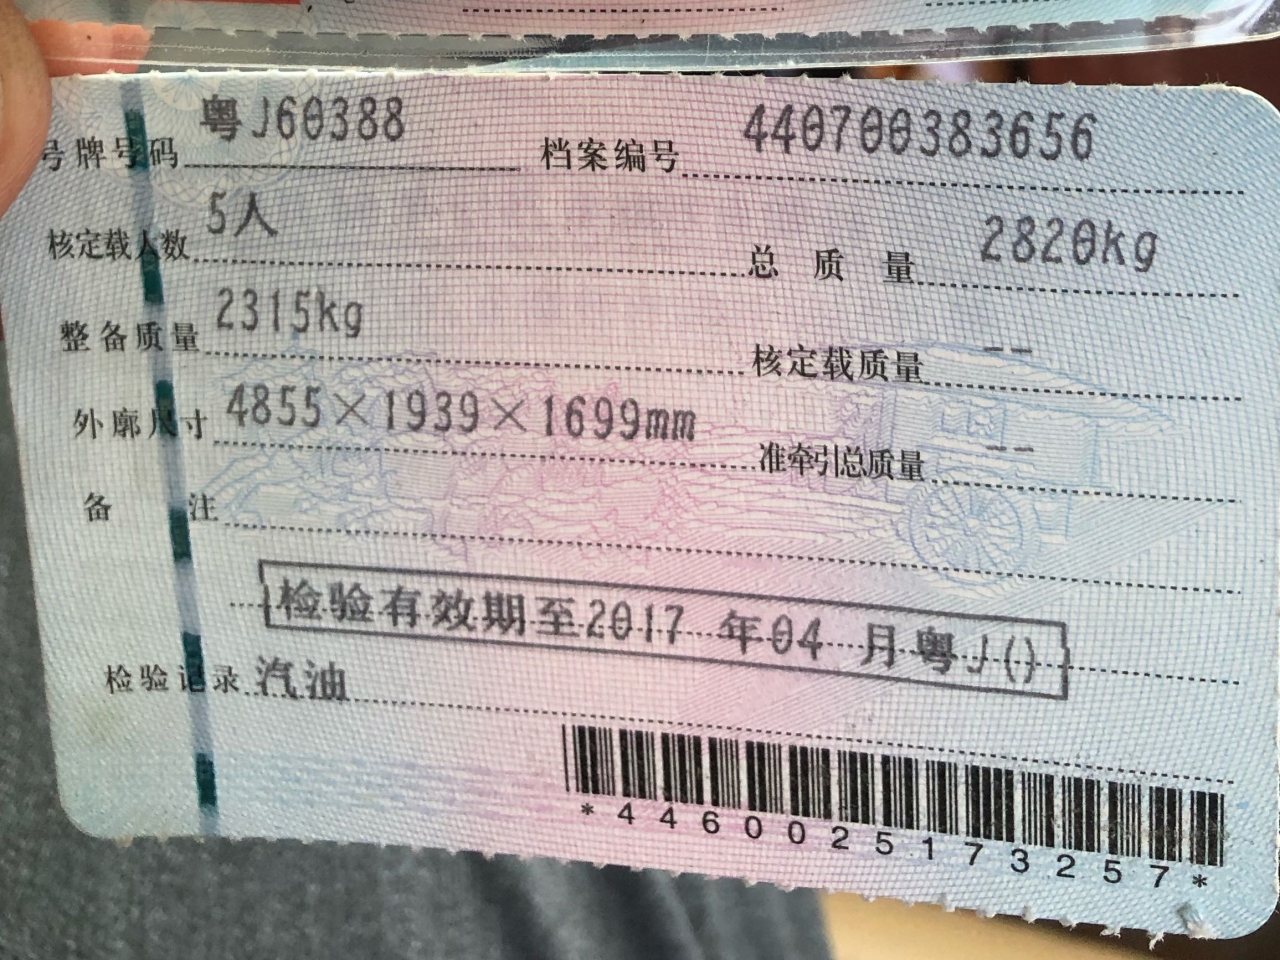 号牌号码 粤J60388 档案编号 440700383656
核定载人数 5人 总质量 2820kg
整备质量 2315kg 核定载质量 --
外廓尺寸 4855×1939×1699mm 准牵引总质量 --
备注
检验有效期至2017 年04 月粤J()
检验记录 汽油
*4460025173257*